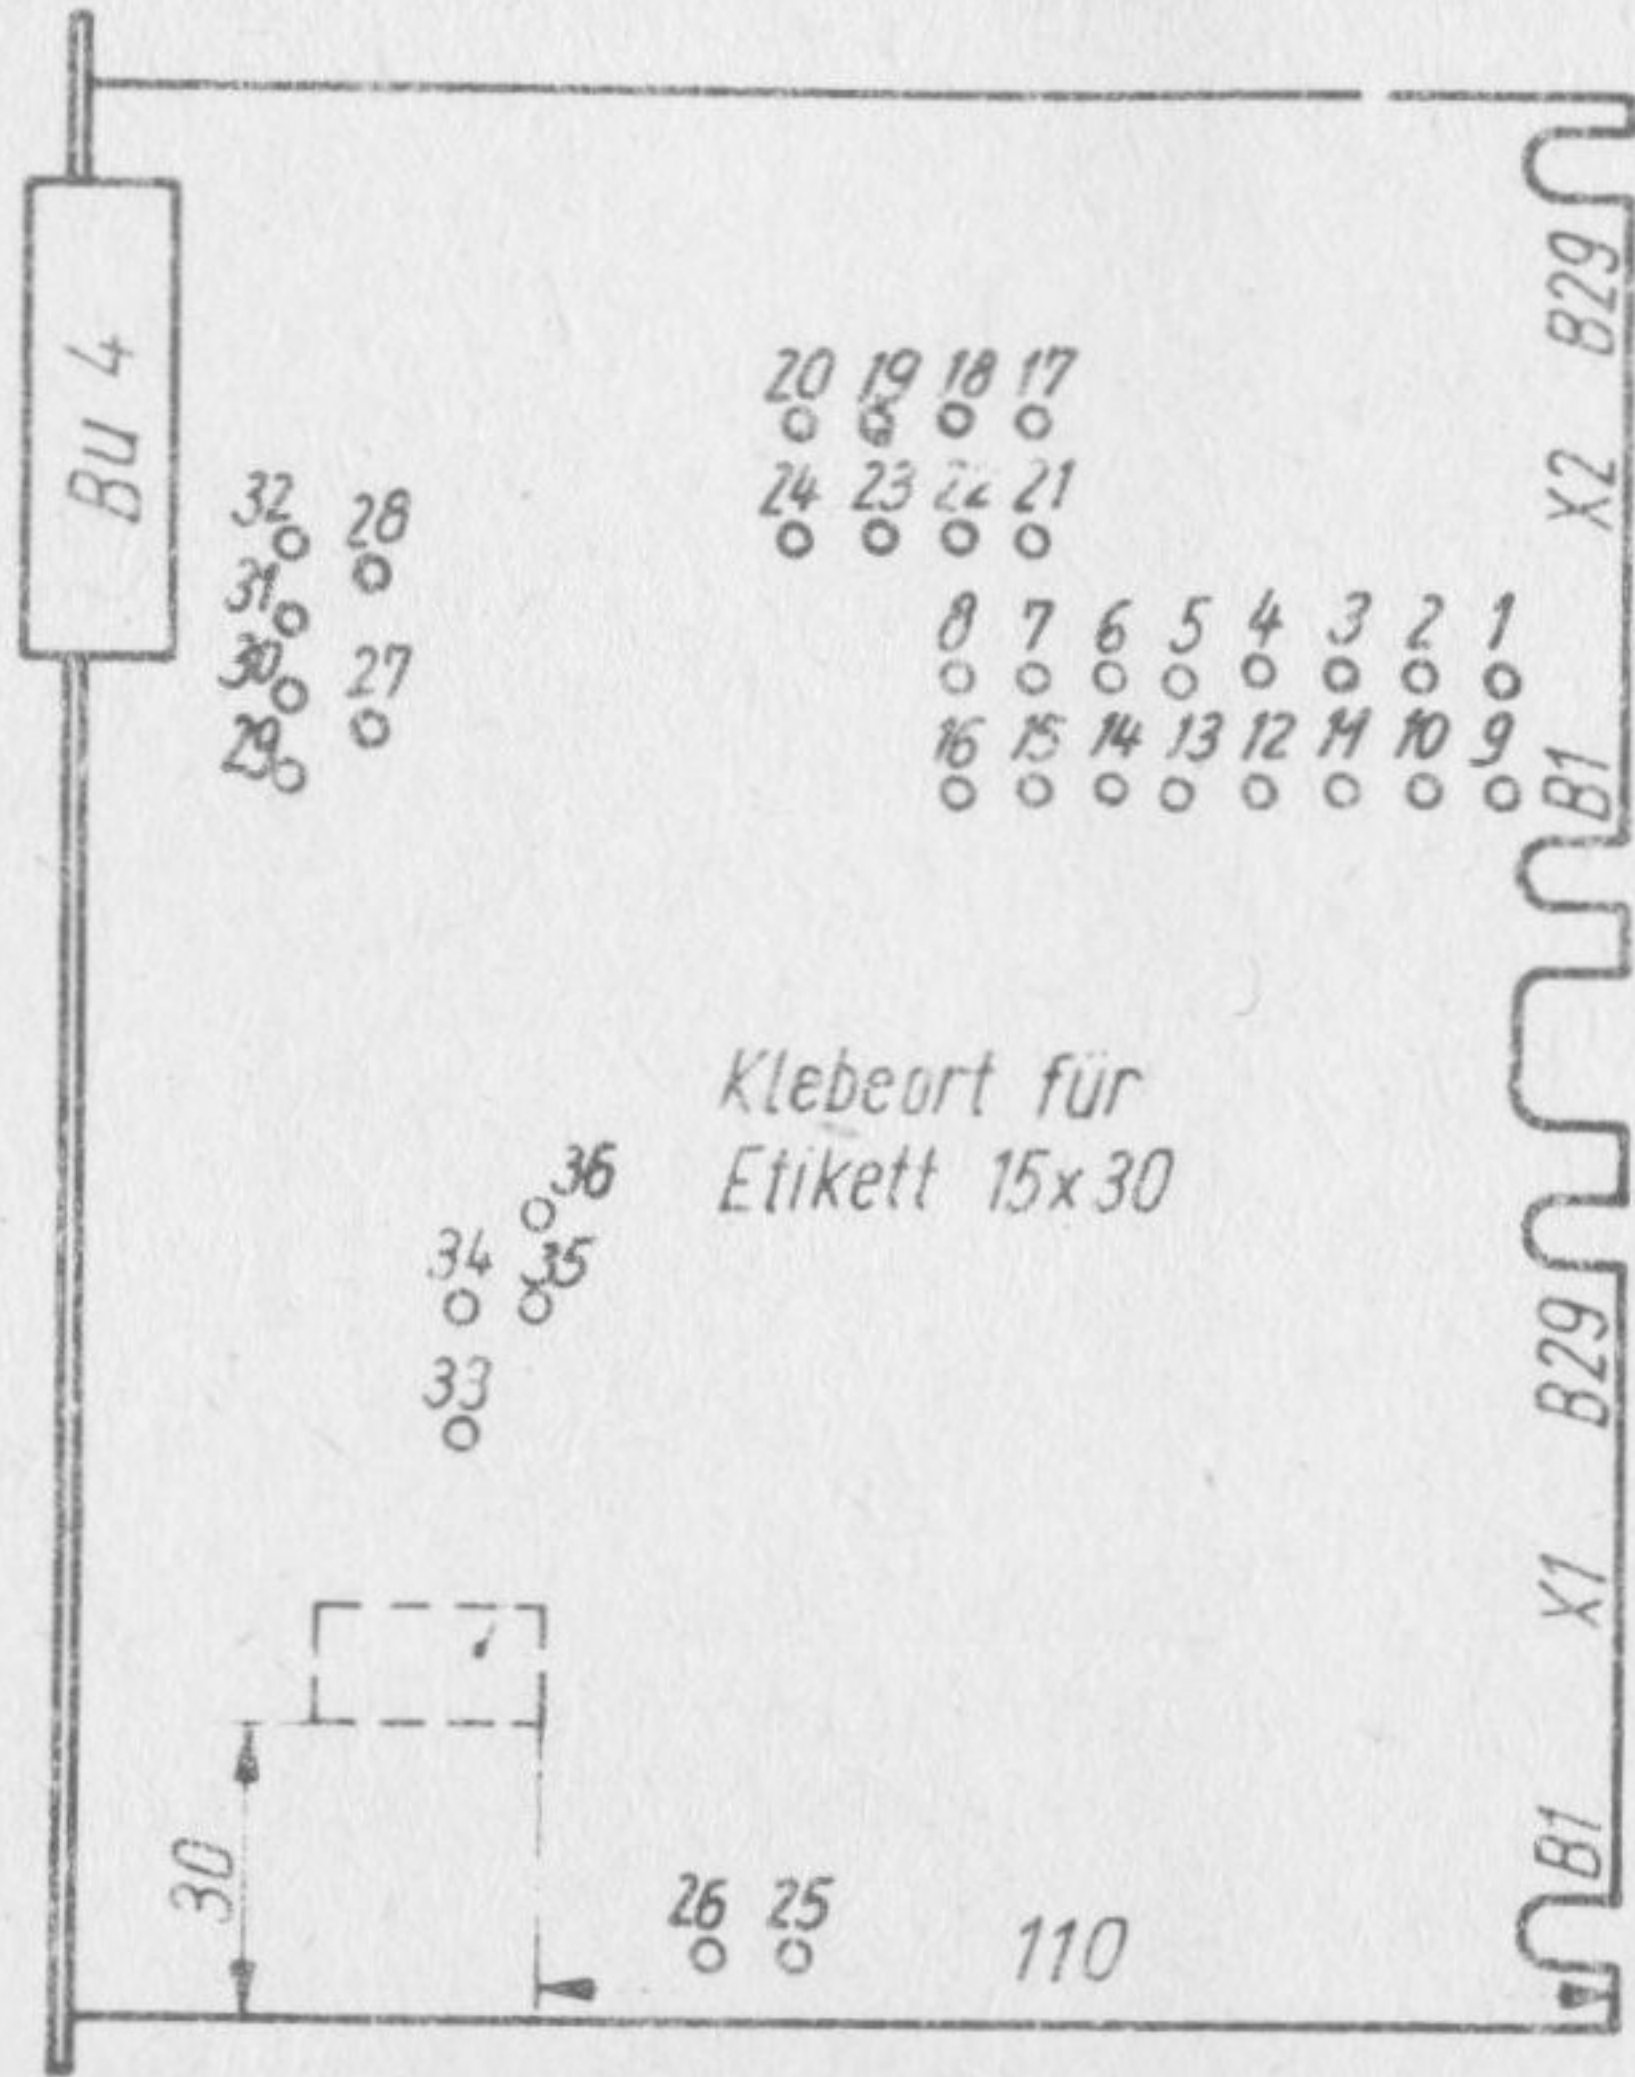 B29
Bu 4
20 19 18 17
X2
24 23 22 21
32 28
31
8 7 6 5 4 3 2 1
30 27
29
16 15 14 13 12 11 10 9
B1
Klebeort für
Etikett 15x30
36
34 35
33
B29
X1
B1
30
26 25
110